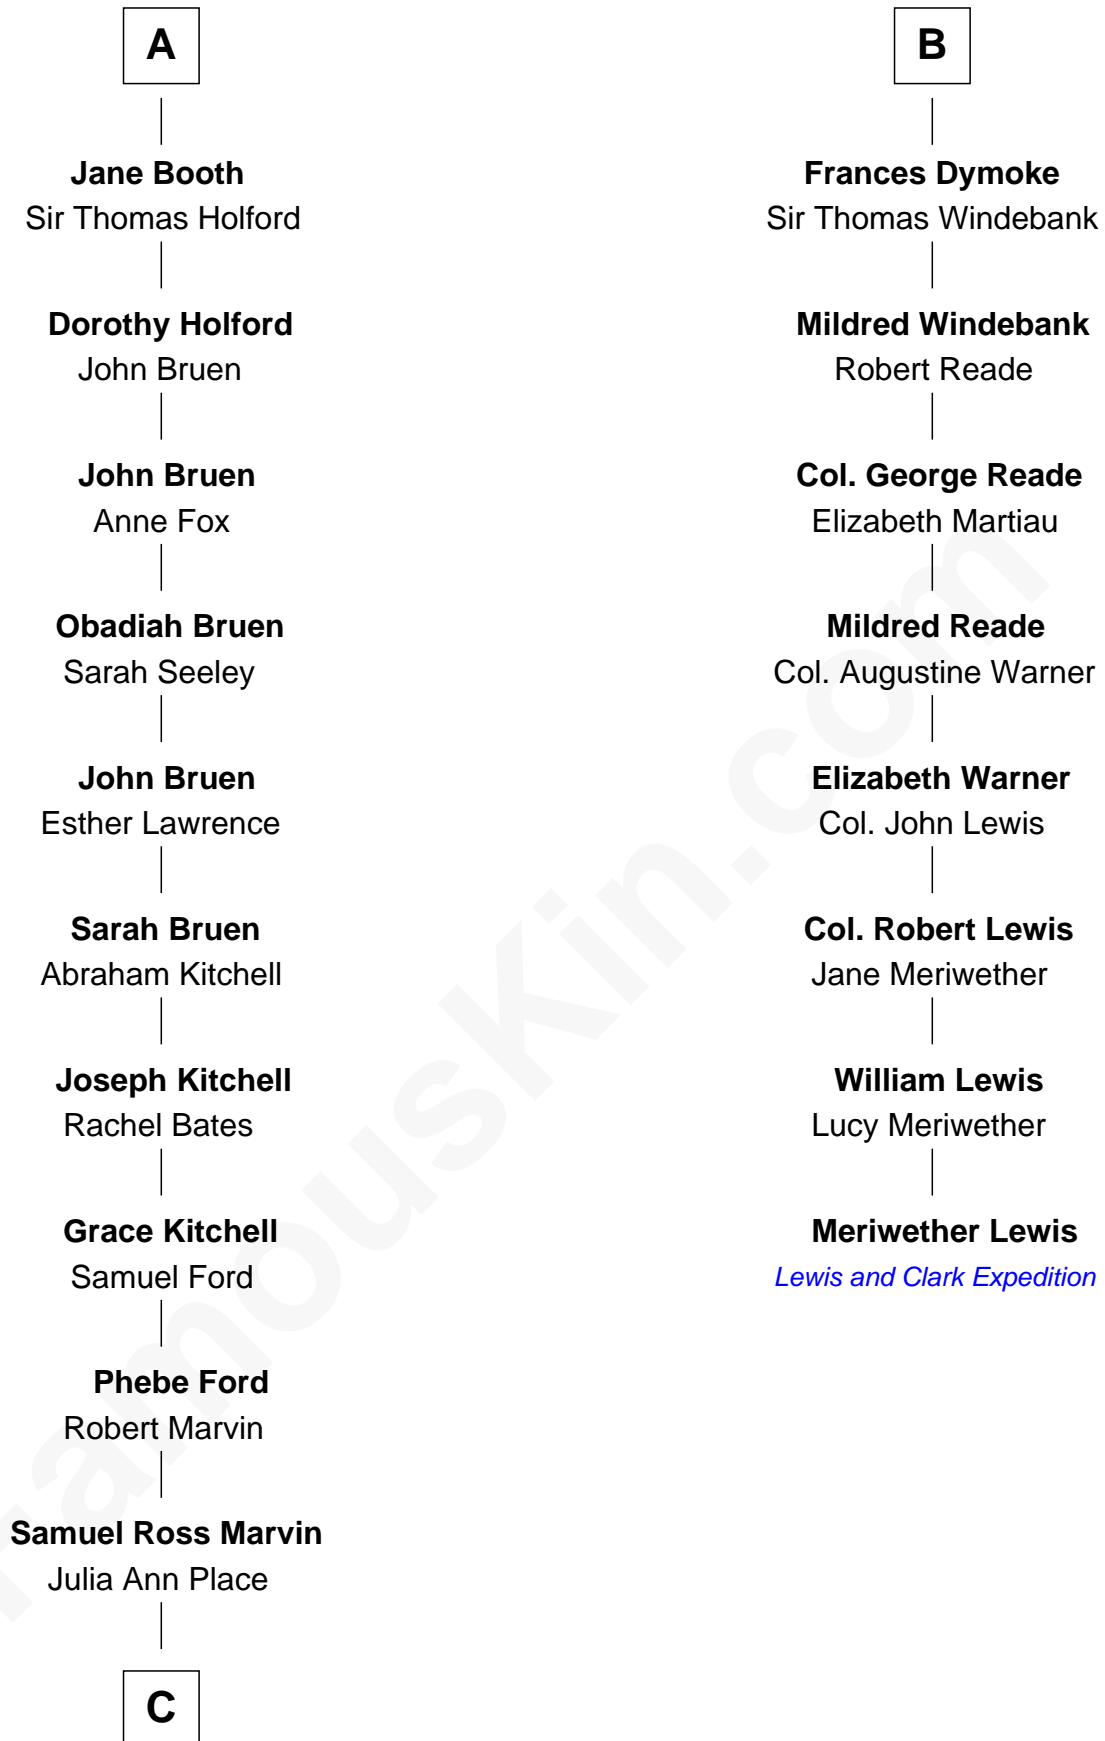 A
Jane Booth
Sir Thomas Holford
Dorothy Holford
John Bruen
John Bruen
Anne Fox
Obadiah Bruen
Sarah Seeley
John Bruen
Esther Lawrence
Sarah Bruen
Abraham Kitchell
Joseph Kitchell
Rachel Bates
Grace Kitchell
Samuel Ford
Phebe Ford
Robert Marvin
Samuel Ross Marvin
Julia Ann Place
C
B
Frances Dymoke
Sir Thomas Windebank
Mildred Windebank
Robert Reade
Col. George Reade
Elizabeth Martiau
Mildred Reade
Col. Augustine Warner
Elizabeth Warner
Col. John Lewis
Col. Robert Lewis
Jane Meriwether
William Lewis
Lucy Meriwether
Meriwether Lewis
Lewis and Clark Expedition
FamousKin.com